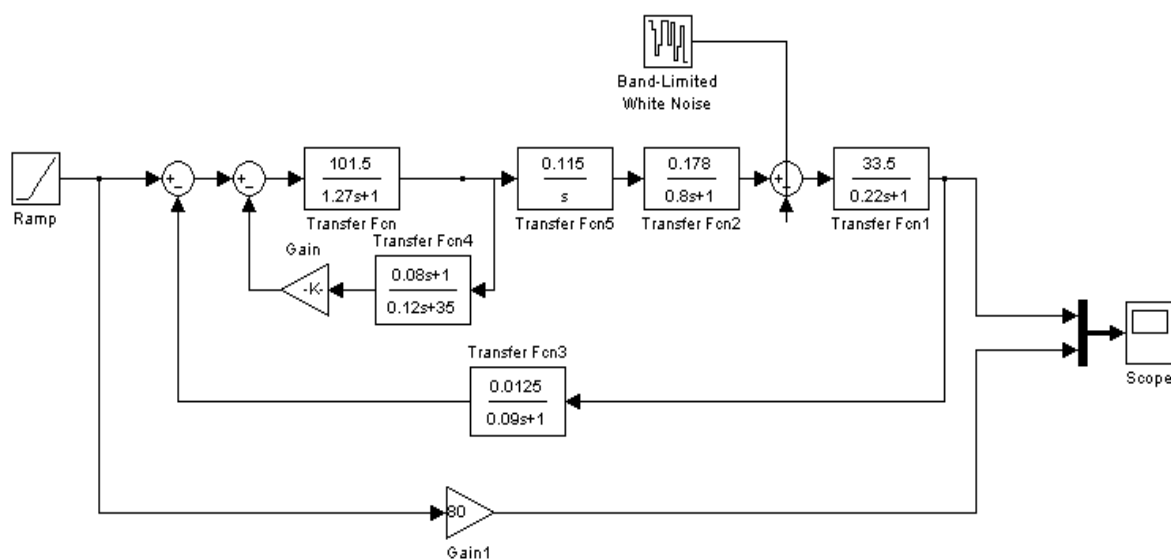 Band-Limited
White Noise
Ramp
+
-
+
-
101.5
1.27s+1
Transfer Fcn
0.115
s
Transfer Fcn5
0.178
0.8s+1
Transfer Fcn2
+
-
33.5
0.22s+1
Transfer Fcn1
Gain
-K-
Transfer Fcn4
0.08s+1
0.12s+35
Transfer Fcn3
0.0125
0.09s+1
Scope
80
Gain1